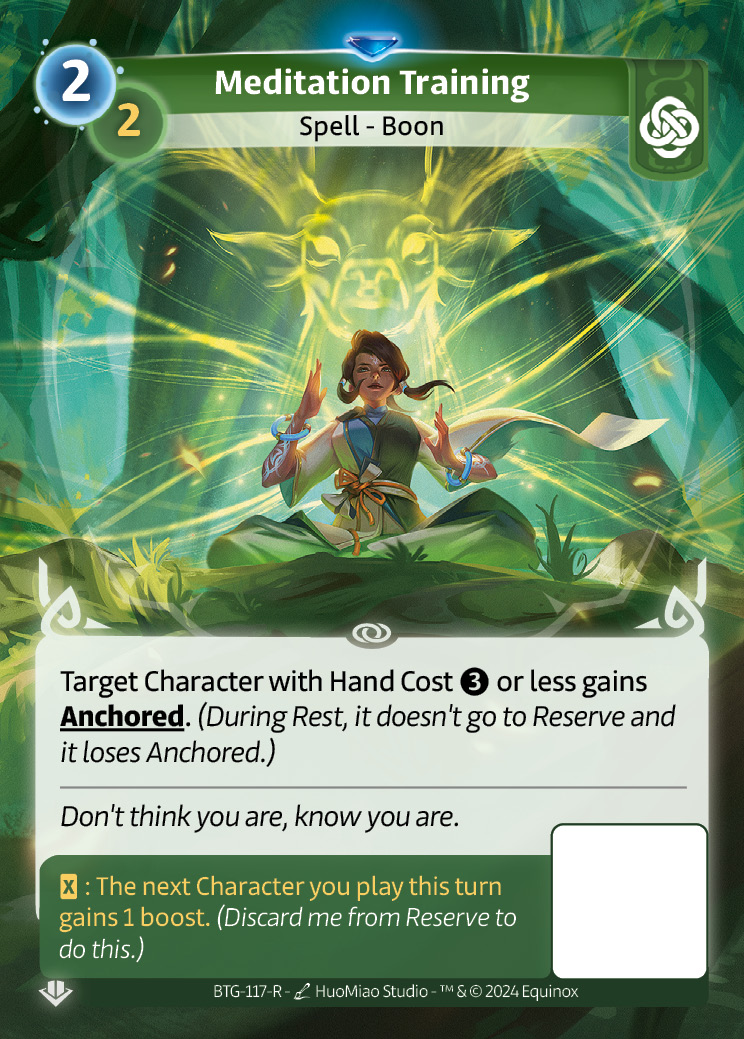 2
Meditation Training
2
Spell - Boon
Target Character with Hand Cost 3 or less gains
Anchored. (During Rest, it doesn't go to Reserve and
it loses Anchored.)
Don't think you are, know you are.
X : The next Character you play this turn
gains 1 boost. (Discard me from Reserve to
do this.)
BTG-117-R - HuoMiao Studio - ™ & © 2024 Equinox